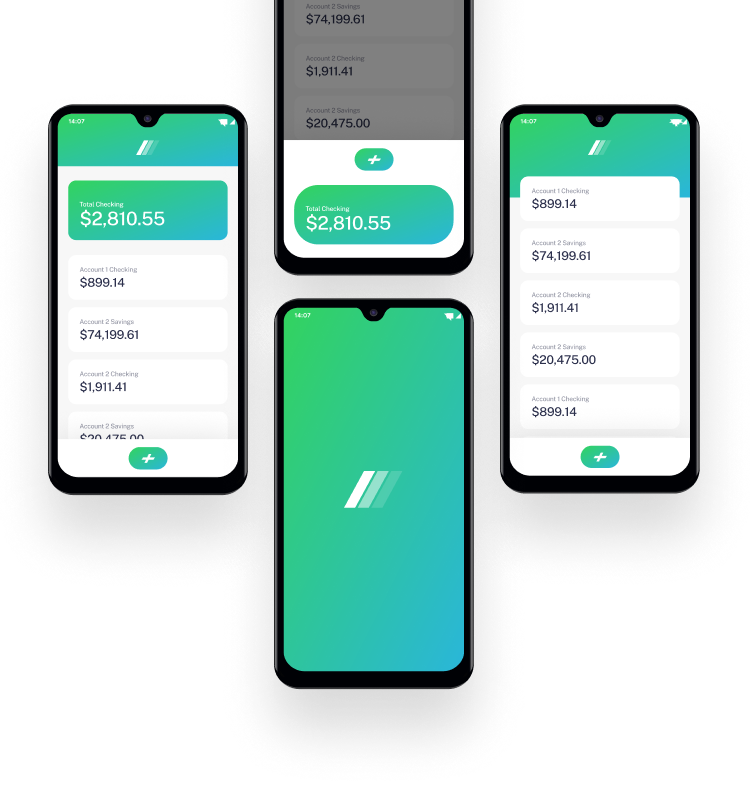 14:07
Total Checking
$2,810.55
Account 1 Checking
$899.14
Account 2 Savings
$74,199.61
Account 2 Checking
$1,911.41
Account 2 Savings
$20,475.00
Account 2 Savings
$74,199.61
Account 2 Checking
$1,911.41
Account 2 Savings
$20,475.00
Total Checking
$2,810.55
14:07
14:07
Account 1 Checking
$899.14
Account 2 Savings
$74,199.61
Account 2 Checking
$1,911.41
Account 2 Savings
$20,475.00
Account 1 Checking
$899.14